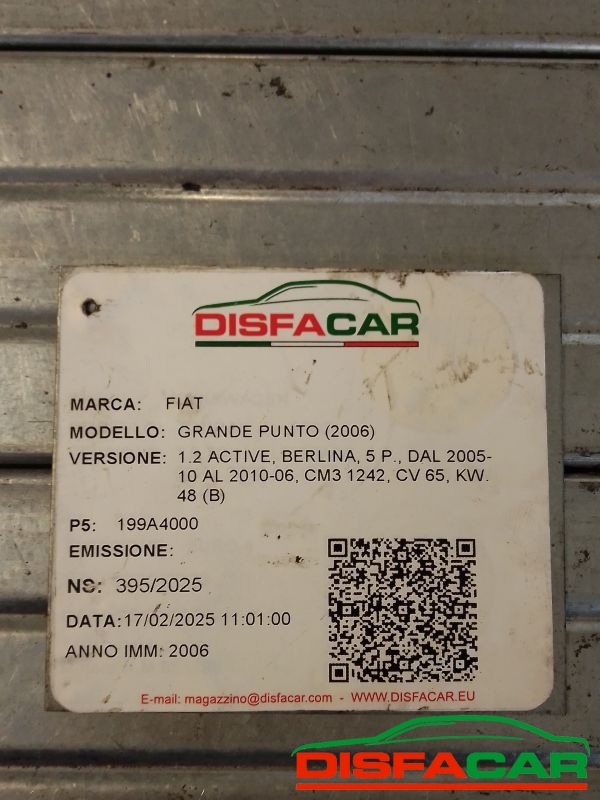 DISFACAR
MARCA: FIAT
MODELLO: GRANDE PUNTO (2006)
VERSIONE: 1.2 ACTIVE, BERLINA, 5 P., DAL 2005-
10 AL 2010-06, CM3 1242, CV 65, KW.
48 (B)
P5: 199A4000
EMISSIONE:
NS: 395/2025
DATA:17/02/2025 11:01:00
ANNO IMM: 2006
E-mail: magazzino@disfacar.com - WWW.DISFACAR.EU
DISFACAR